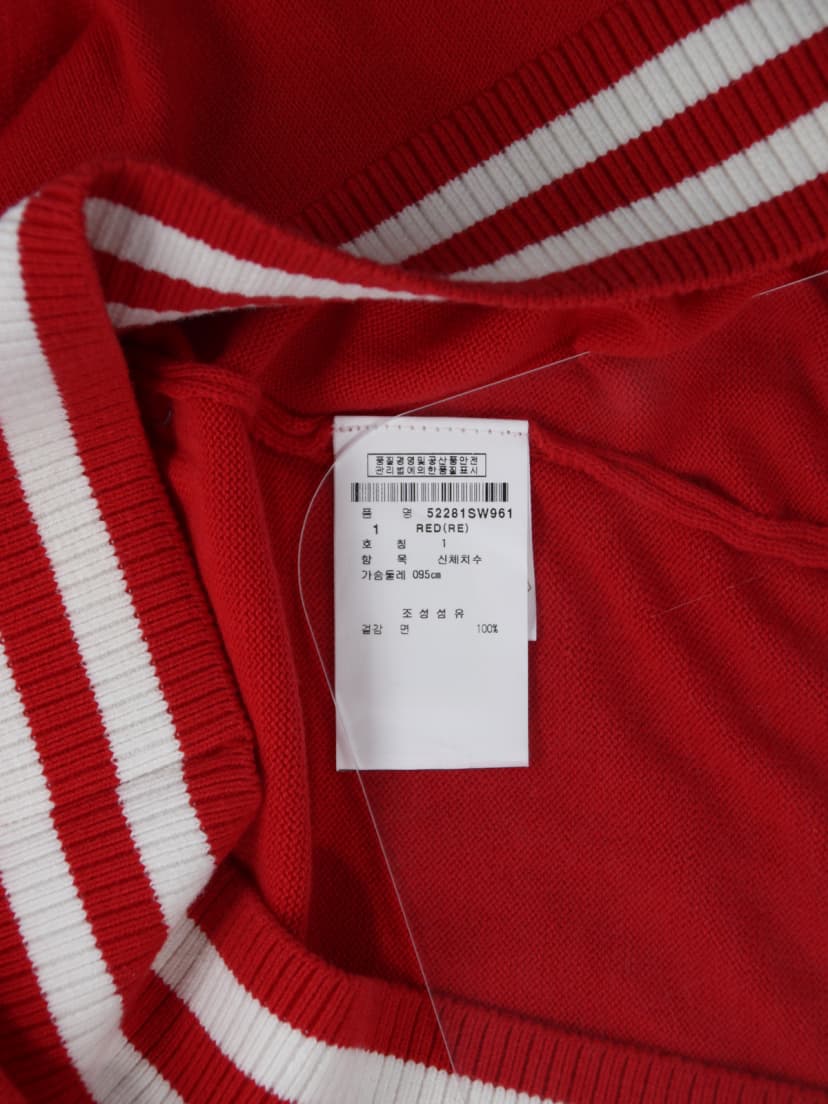 품질경영및공산품안전
관리법에의한품질표시
품 명 52281SW961
1 RED(RE)
호 칭 1
항 목 신체치수
가슴둘레 095cm
조 성 섬 유
겉감 면 100%